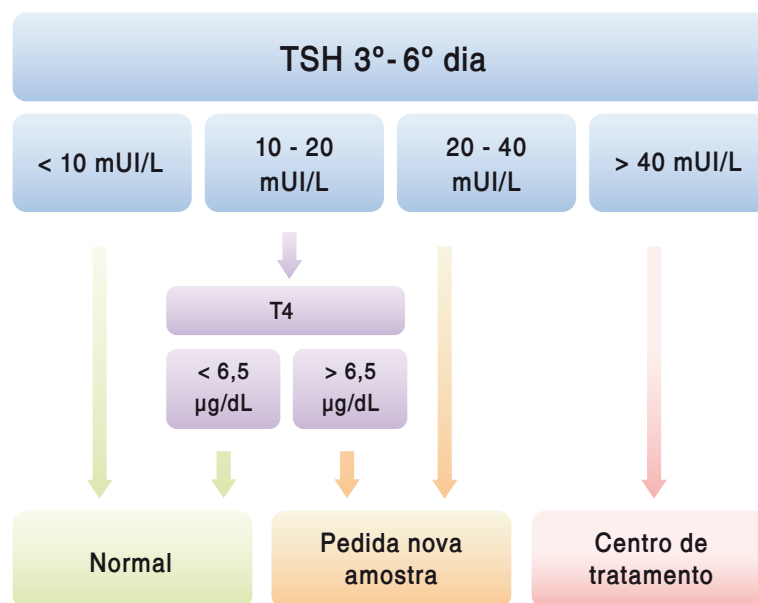 TSH 3º - 6º dia
< 10 mUI/L
10 - 20
mUI/L
20 - 40
mUI/L
> 40 mUI/L
T4
< 6,5
µg/dL
> 6,5
µg/dL
Normal
Pedida nova
amostra
Centro de
tratamento